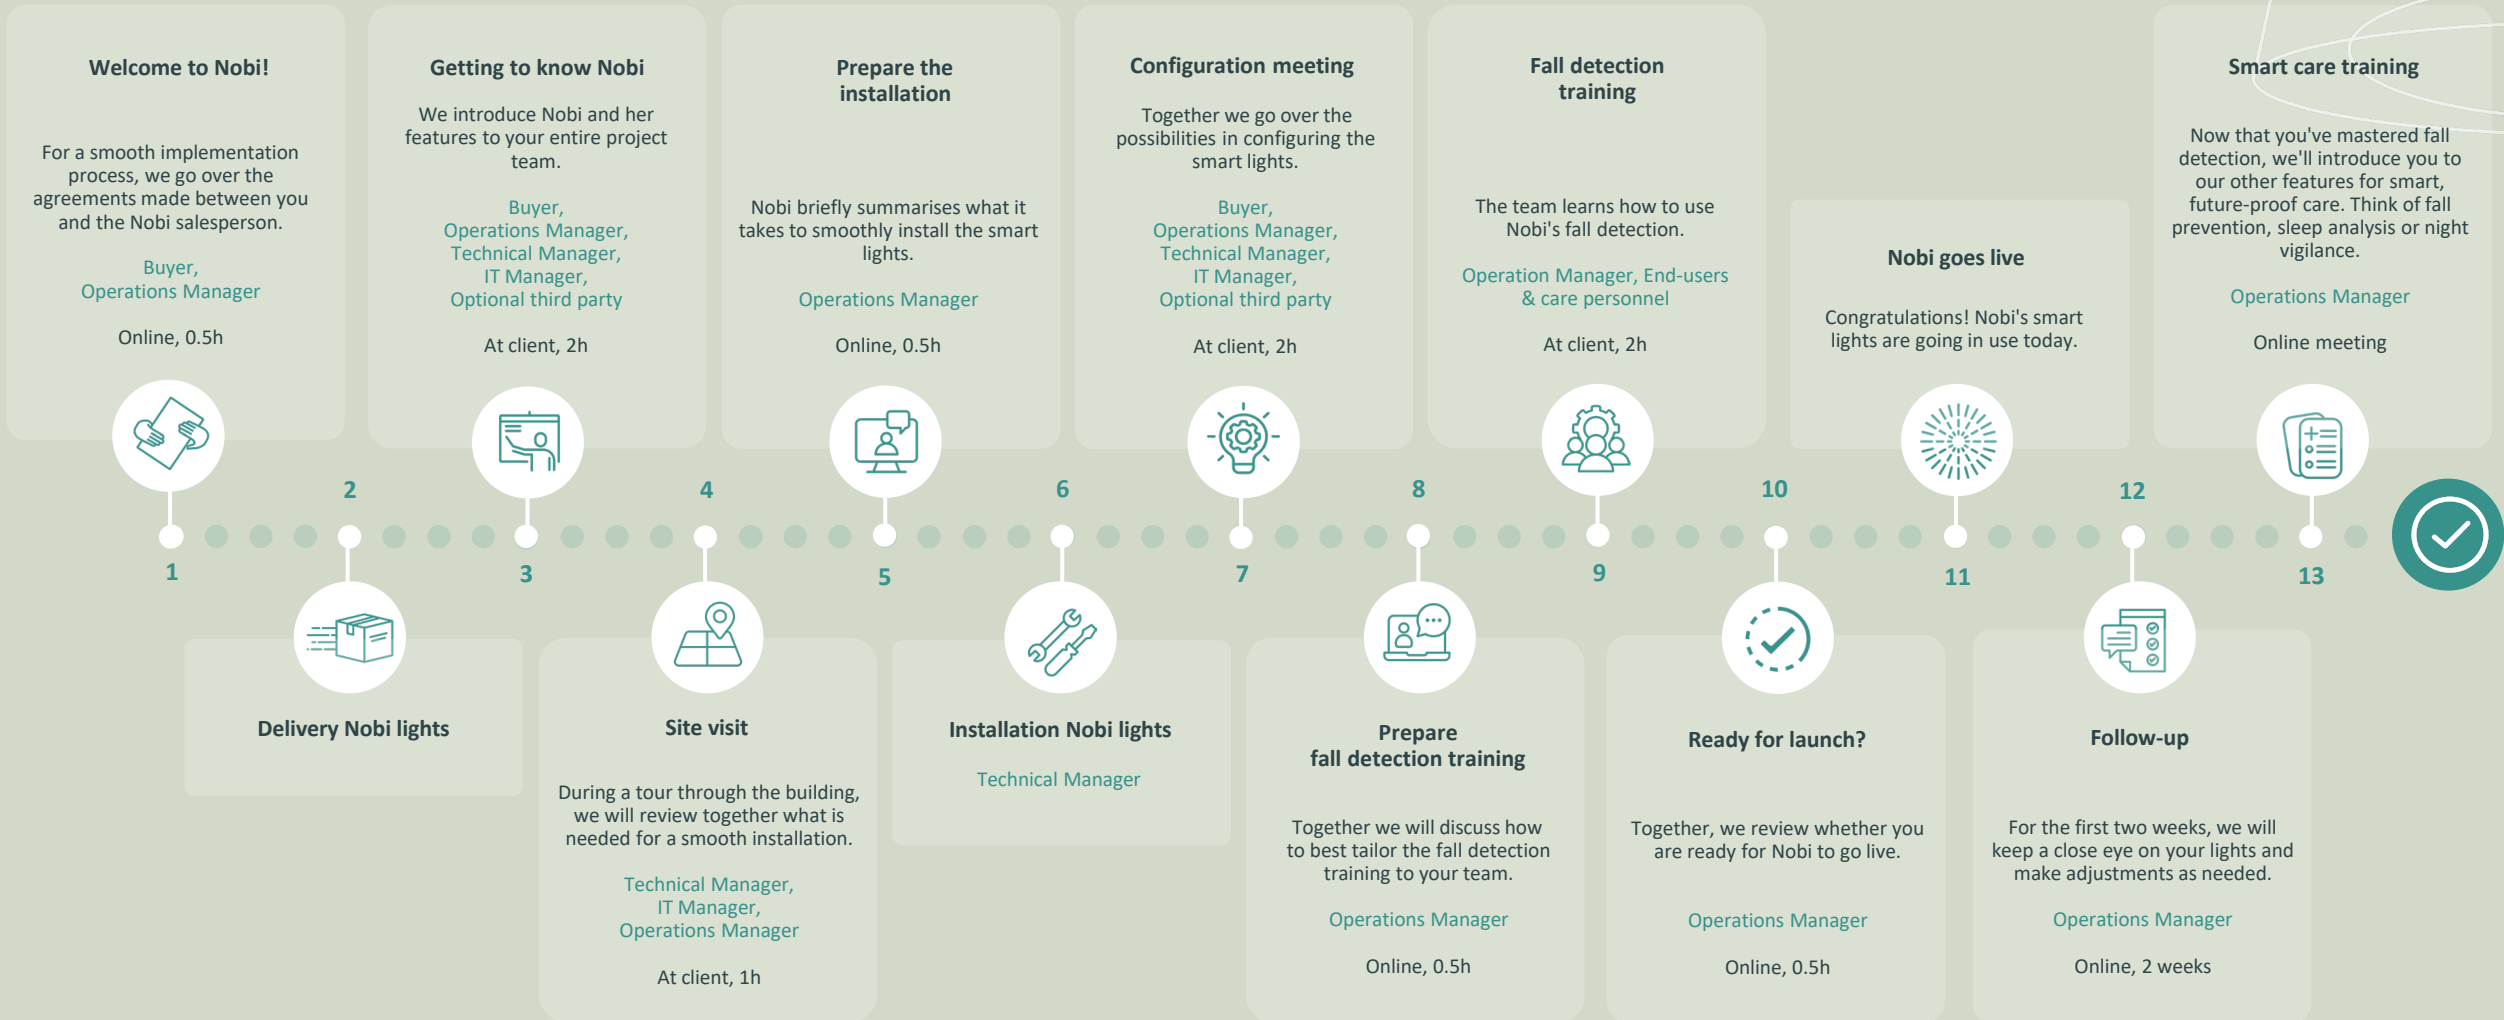 Welcome to Nobi!
For a smooth implementation
process, we go over the
agreements made between you
and the Nobi salesperson.
Buyer,
Operations Manager
Online, 0.5h
1
2
Delivery Nobi lights
Getting to know Nobi
We introduce Nobi and her
features to your entire project
team.
Buyer,
Operations Manager,
Technical Manager,
IT Manager,
Optional third party
At client, 2h
3
4
Site visit
During a tour through the building,
we will review together what is
needed for a smooth installation.
Technical Manager,
IT Manager,
Operations Manager
At client, 1h
Prepare the
installation
Nobi briefly summarises what it
takes to smoothly install the smart
lights.
Operations Manager
Online, 0.5h
5
6
Installation Nobi lights
Technical Manager
Configuration meeting
Together we go over the
possibilities in configuring the
smart lights.
Buyer,
Operations Manager,
Technical Manager,
IT Manager,
Optional third party
At client, 2h
7
8
Prepare
fall detection training
Together we will discuss how
to best tailor the fall detection
training to your team.
Operations Manager
Online, 0.5h
Fall detection
training
The team learns how to use
Nobi's fall detection.
Operation Manager, End-users
& care personnel
At client, 2h
9
10
Ready for launch?
Together, we review whether you
are ready for Nobi to go live.
Operations Manager
Online, 0.5h
Nobi goes live
Congratulations! Nobi's smart
lights are going in use today.
11
12
Follow-up
For the first two weeks, we will
keep a close eye on your lights and
make adjustments as needed.
Operations Manager
Online, 2 weeks
Smart care training
Now that you've mastered fall
detection, we'll introduce you to
our other features for smart,
future-proof care. Think of fall
prevention, sleep analysis or night
vigilance.
Operations Manager
Online meeting
13